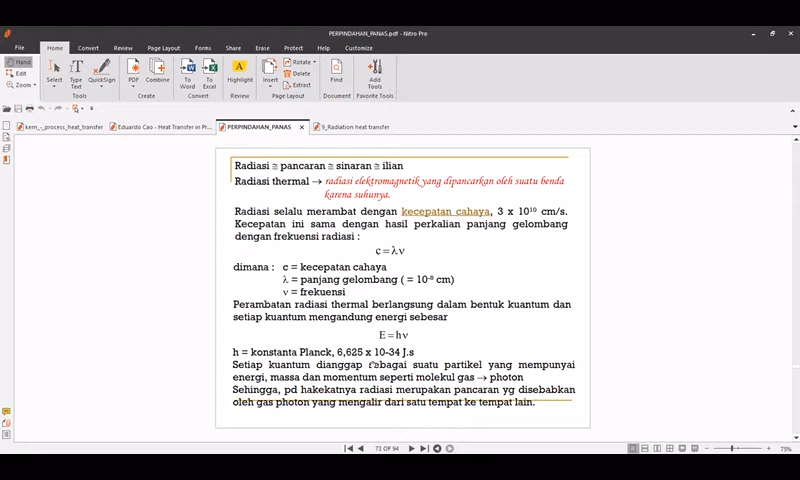 PERPINDAHAN_PANAS.pdf - Nitro Pro
File Home Convert Review Page Layout Forms Share Erase Protect Help Customize
Hand
Edit
Zoom
Select
Type Text
QuickSign
PDF
Combine
To Word
To Excel
Highlight
Insert
Rotate
Delete
Extract
Find
Add Tools
Tools Create Convert Review Page Layout Document Favorite Tools
kern_-_process_heat_transfer Eduardo Cao - Heat Transfer in Pr... PERPINDAHAN_PANAS 9_Radiation heat transfer
Radiasi ≅ pancaran ≅ sinaran ≅ ilian
Radiasi thermal → radiasi elektromagnetik yang dipancarkan oleh suatu benda
karena suhunya.
Radiasi selalu merambat dengan kecepatan cahaya, 3 x 10¹⁰ cm/s.
Kecepatan ini sama dengan hasil perkalian panjang gelombang
dengan frekuensi radiasi :
c = λν
dimana : c = kecepatan cahaya
λ = panjang gelombang ( = 10⁻⁸ cm)
ν = frekuensi
Perambatan radiasi thermal berlangsung dalam bentuk kuantum dan
setiap kuantum mengandung energi sebesar
E = hν
h = konstanta Planck, 6,625 x 10-34 J.s
Setiap kuantum dianggap sebagai suatu partikel yang mempunyai
energi, massa dan momentum seperti molekul gas → photon
Sehingga, pd hakekatnya radiasi merupakan pancaran yg disebabkan
oleh gas photon yang mengalir dari satu tempat ke tempat lain.
73 OF 94
75%